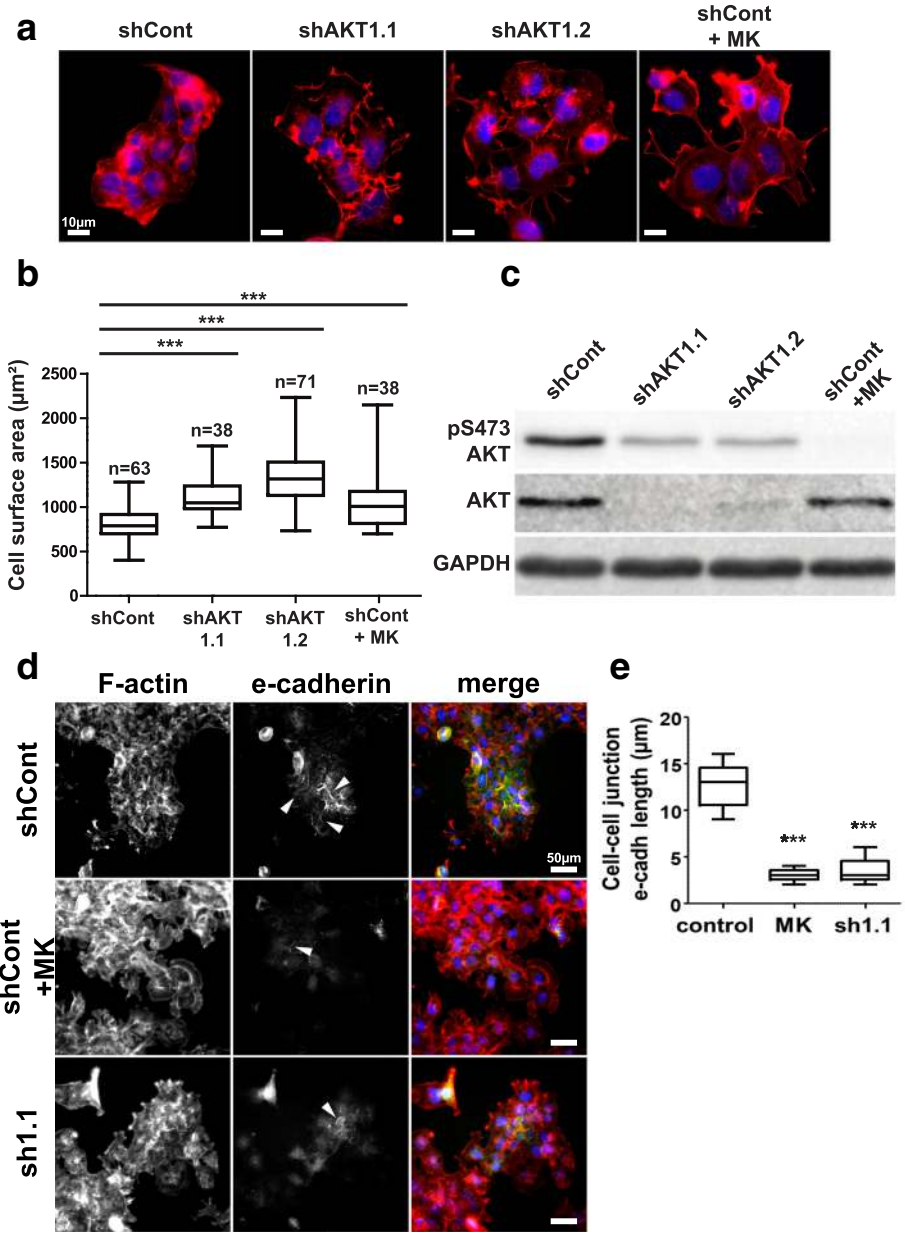 a
shCont
shAKT1.1
shAKT1.2
shCont
+ MK
10µm
b
***
***
***
Cell surface area (µm²)
2500
2000
1500
1000
500
0
n=63
n=38
n=71
n=38
shCont
shAKT
1.1
shAKT
1.2
shCont
+ MK
c
shCont
shAKT1.1
shAKT1.2
shCont
+MK
pS473
AKT
AKT
GAPDH
d
F-actin
e-cadherin
merge
shCont
50µm
shCont
+MK
sh1.1
e
Cell-cell junction
e-cadh length (µm)
20
15
10
5
0
***
***
control
MK
sh1.1